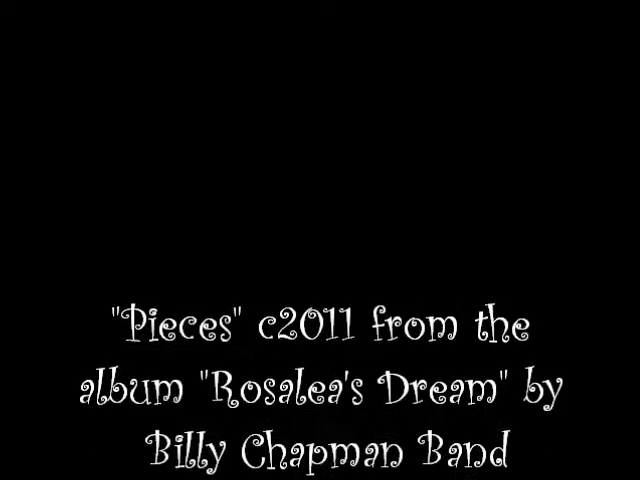 "Pieces" c2011 from the
album "Rosalea's Dream" by
Billy Chapman Band